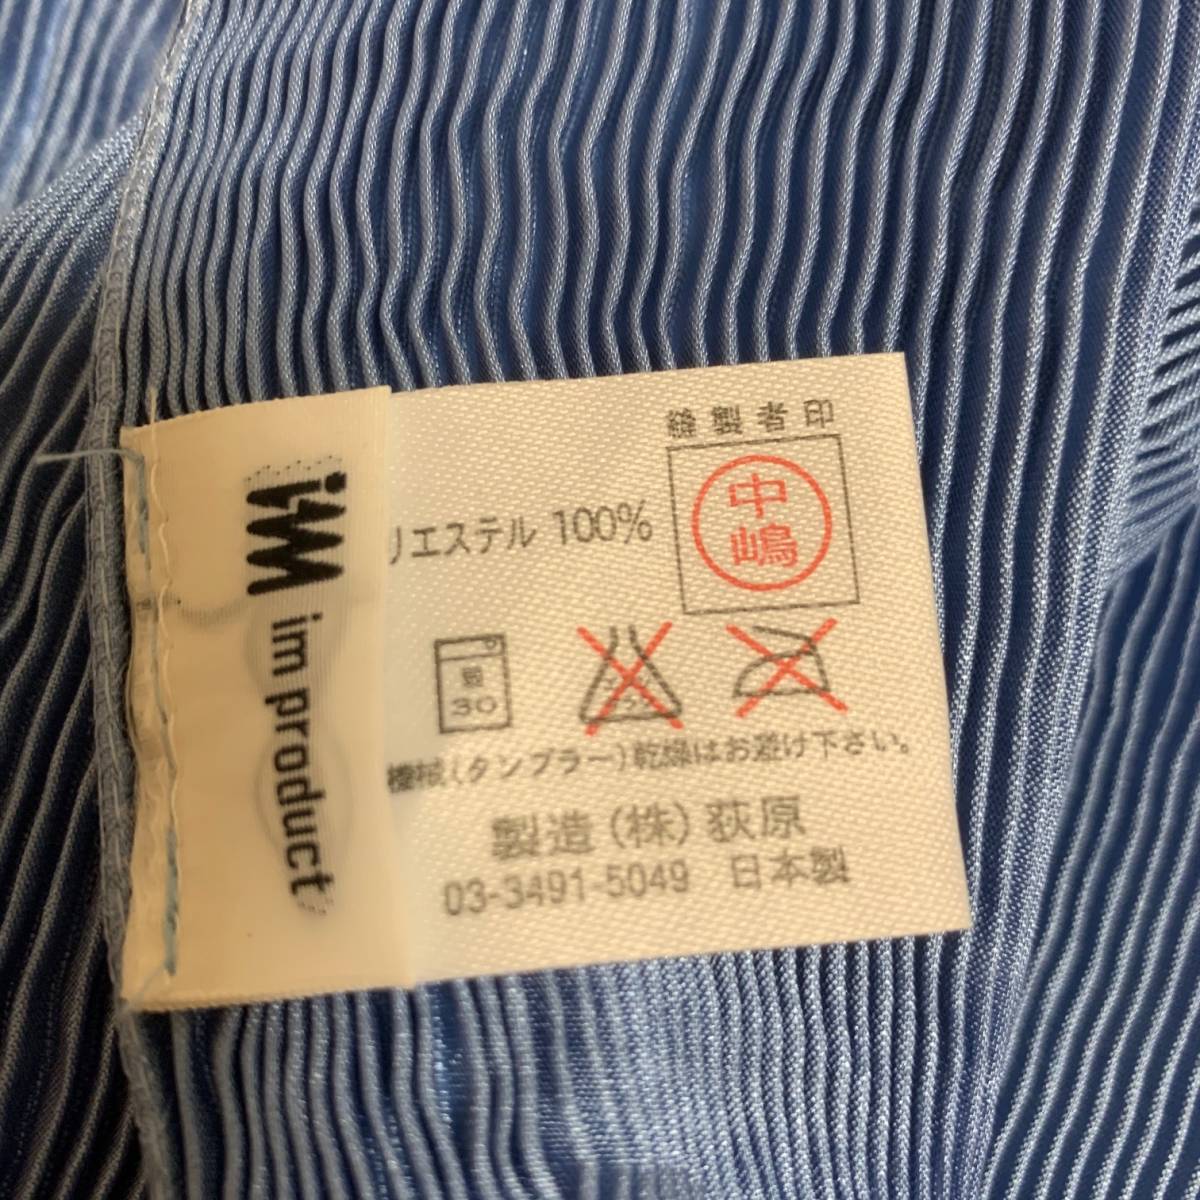 im product
縫製者印
中嶋
リエステル 100%
弱
30
機械(タンブラー)乾燥はお避け下さい。
製造(株)荻原
03-3491-5049 日本製